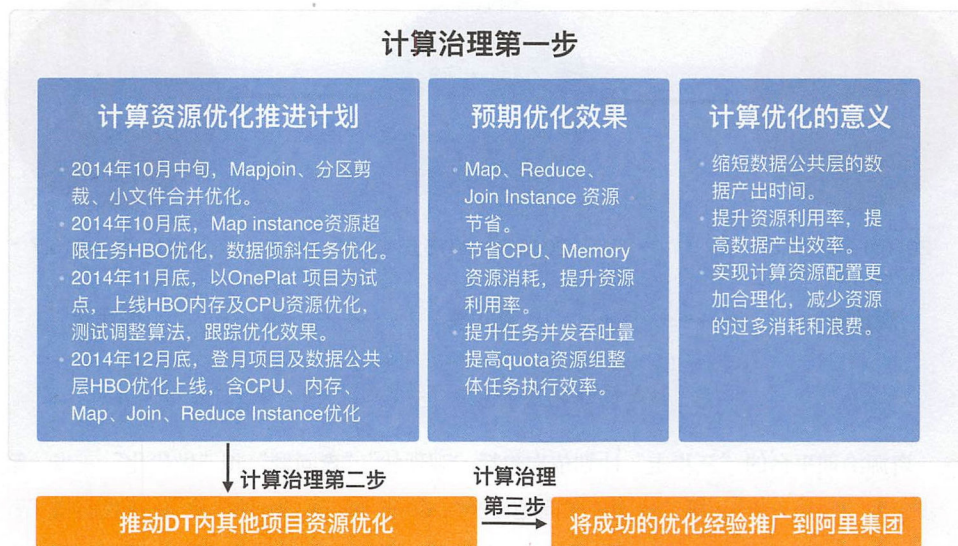 计算治理第一步
计算资源优化推进计划
· 2014年10月中旬，Mapjoin、分区剪
裁、小文件合并优化。
· 2014年10月底，Map instance资源超
限任务HBO优化，数据倾斜任务优化。
· 2014年11月底，以OnePlat 项目为试
点，上线HBO内存及CPU资源优化，
测试调整算法，跟踪优化效果。
· 2014年12月底，登月项目及数据公共
层HBO优化上线，含CPU、内存、
Map、Join、Reduce Instance优化
预期优化效果
· Map、Reduce、
Join Instance 资源
节省。
· 节省CPU、Memory
资源消耗，提升资源
利用率。
· 提升任务并发吞吐量
提高quota资源组整
体任务执行效率。
计算优化的意义
· 缩短数据公共层的数
据产出时间。
· 提升资源利用率，提
高数据产出效率。
· 实现计算资源配置更
加合理化，减少资源
的过多消耗和浪费。
计算治理第二步
计算治理
第三步
推动DT内其他项目资源优化
将成功的优化经验推广到阿里集团